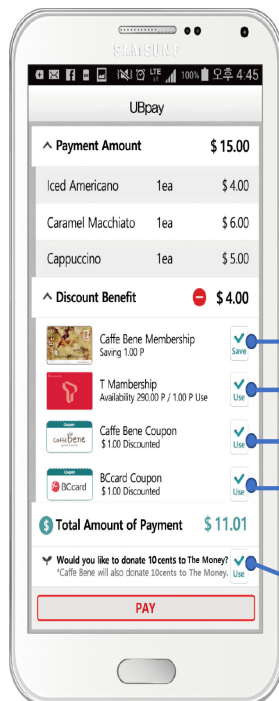 SAMSUNG
LTE 100% 오후 4:45
UBpay
Payment Amount $ 15.00
Iced Americano 1ea $ 4.00
Caramel Macchiato 1ea $ 6.00
Cappuccino 1ea $ 5.00
Discount Benefit $ 4.00
Caffe Bene Membership
Saving 1.00 P
Save
T Mambership
Availability 290.00 P / 1.00 P Use
Use
Coupon
Caffé bene
Caffe Bene Coupon
$ 1.00 Discounted
Use
Coupon
BCcard
BCcard Coupon
$ 1.00 Discounted
Use
$ Total Amount of Payment $ 11.01
Would you like to donate 10cents to The Money?
*Caffe Bene will also donate 10cents to The Money.
Use
PAY